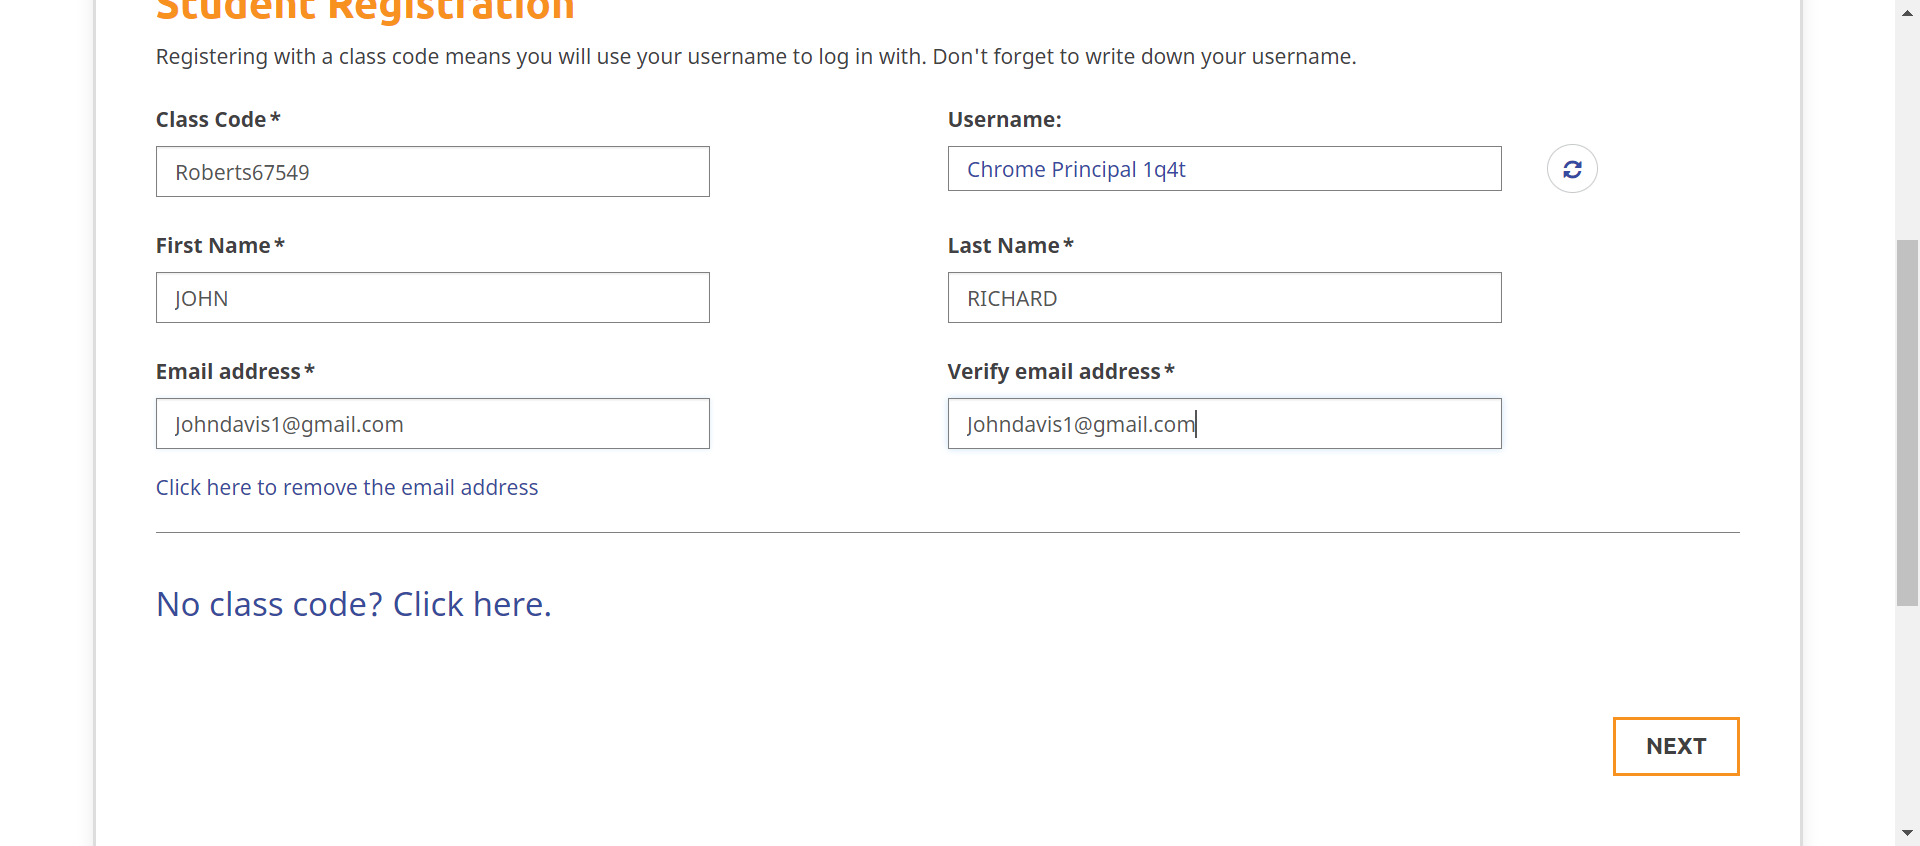 Student Registration
Registering with a class code means you will use your username to log in with. Don't forget to write down your username.
Class Code*
Username:
Roberts67549
Chrome Principal 1q4t
First Name*
Last Name*
JOHN
RICHARD
Email address*
Verify email address*
Johndavis1@gmail.com
Johndavis1@gmail.com
Click here to remove the email address
No class code? Click here.
NEXT